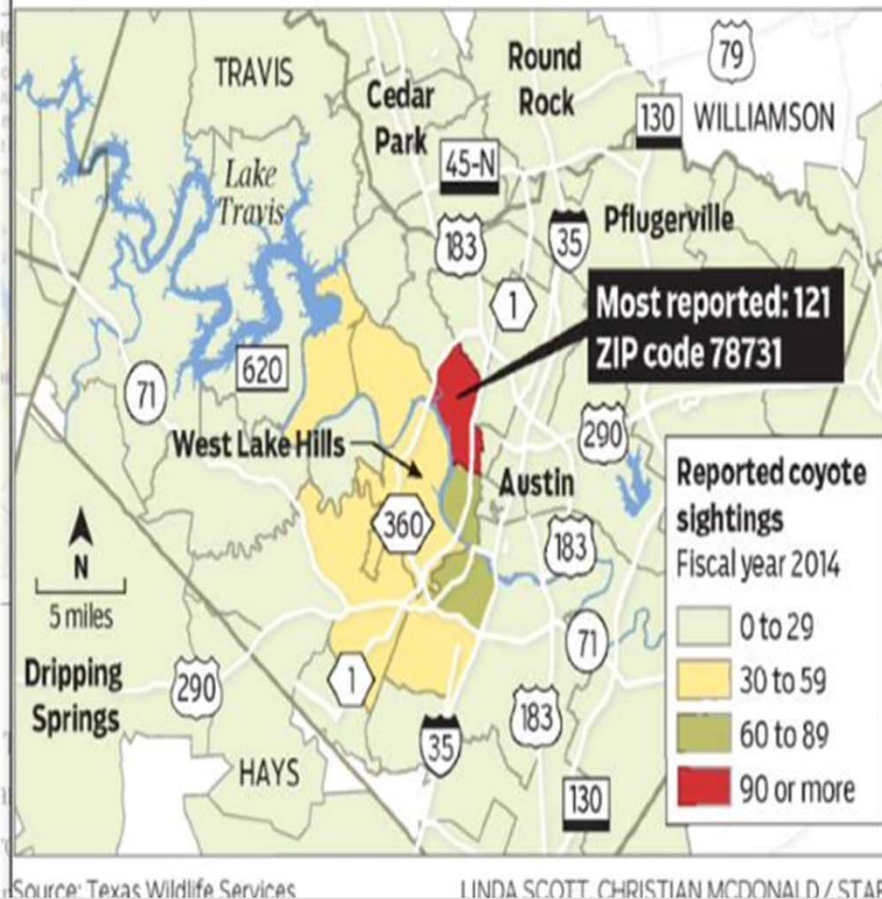 TRAVIS
Cedar
Park
Round
Rock
79
130
WILLIAMSON
45-N
Lake
Travis
183
35
Pflugerville
1
Most reported: 121
ZIP code 78731
620
71
290
West Lake Hills
Austin
360
183
N
5 miles
71
Dripping
Springs
290
1
183
35
HAYS
130
Reported coyote
sightings
Fiscal year 2014
0 to 29
30 to 59
60 to 89
90 or more
Source: Texas Wildlife Services
LINDA SCOTT, CHRISTIAN MCDONALD / STAF